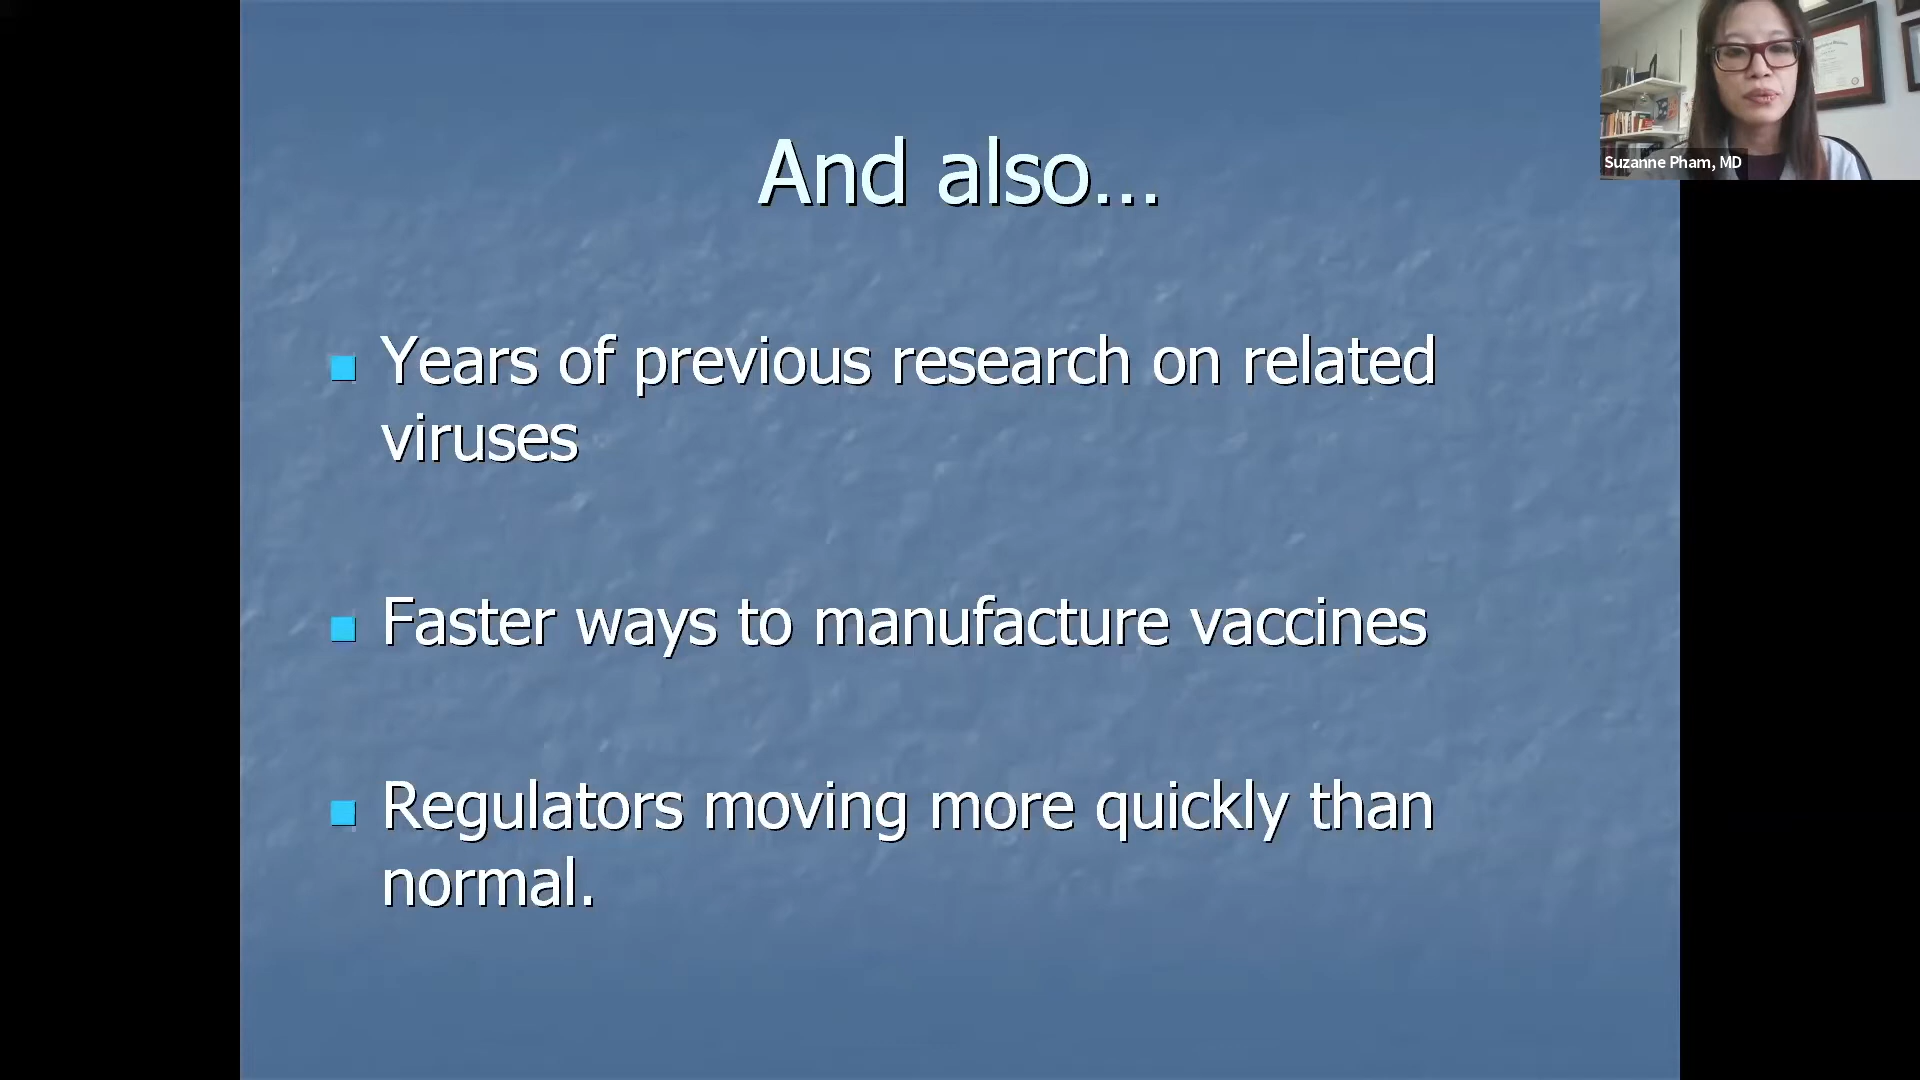 And also...
Years of previous research on related
viruses
Faster ways to manufacture vaccines
Regulators moving more quickly than
normal.
Suzanne Pham, MD